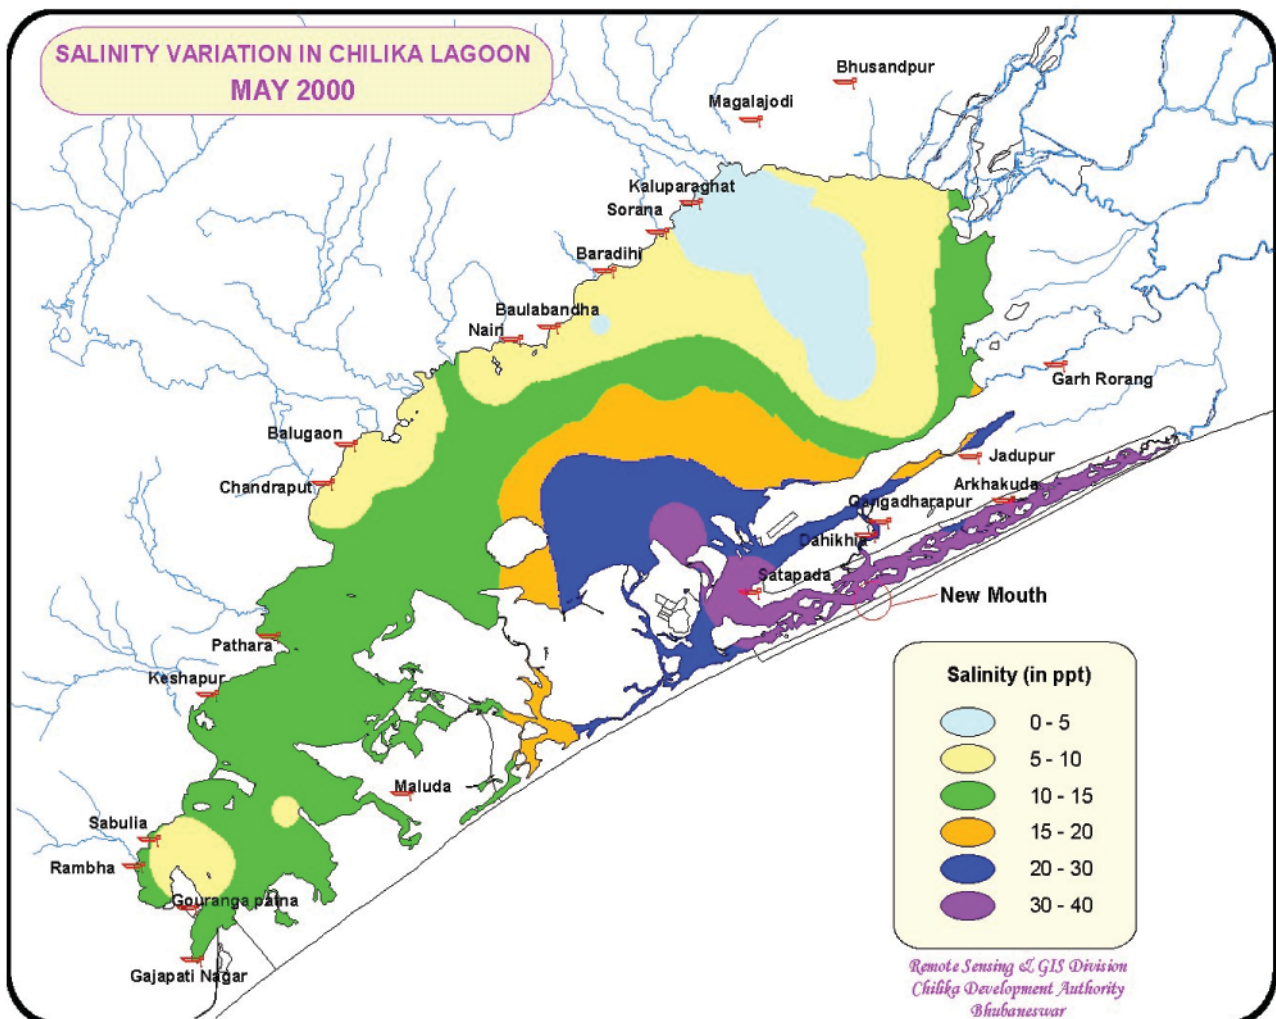 SALINITY VARIATION IN CHILIKA LAGOON
MAY 2000
Bhusandpur
Magalajodi
Kaluparaghat
Sorana
Baradihi
Baulabandha
Nain
Garh Rorang
Balugaon
Jadupur
Chandraput
Arkhakuda
Gangadharapur
Dahikhia
Satapada
New Mouth
Pathara
Keshapur
Maluda
Sabulia
Rambha
Gouranga patna
Gajapati Nagar
Salinity (in ppt)
0 - 5
5 - 10
10 - 15
15 - 20
20 - 30
30 - 40
Remote Sensing & GIS Division
Chilika Development Authority
Bhubaneswar